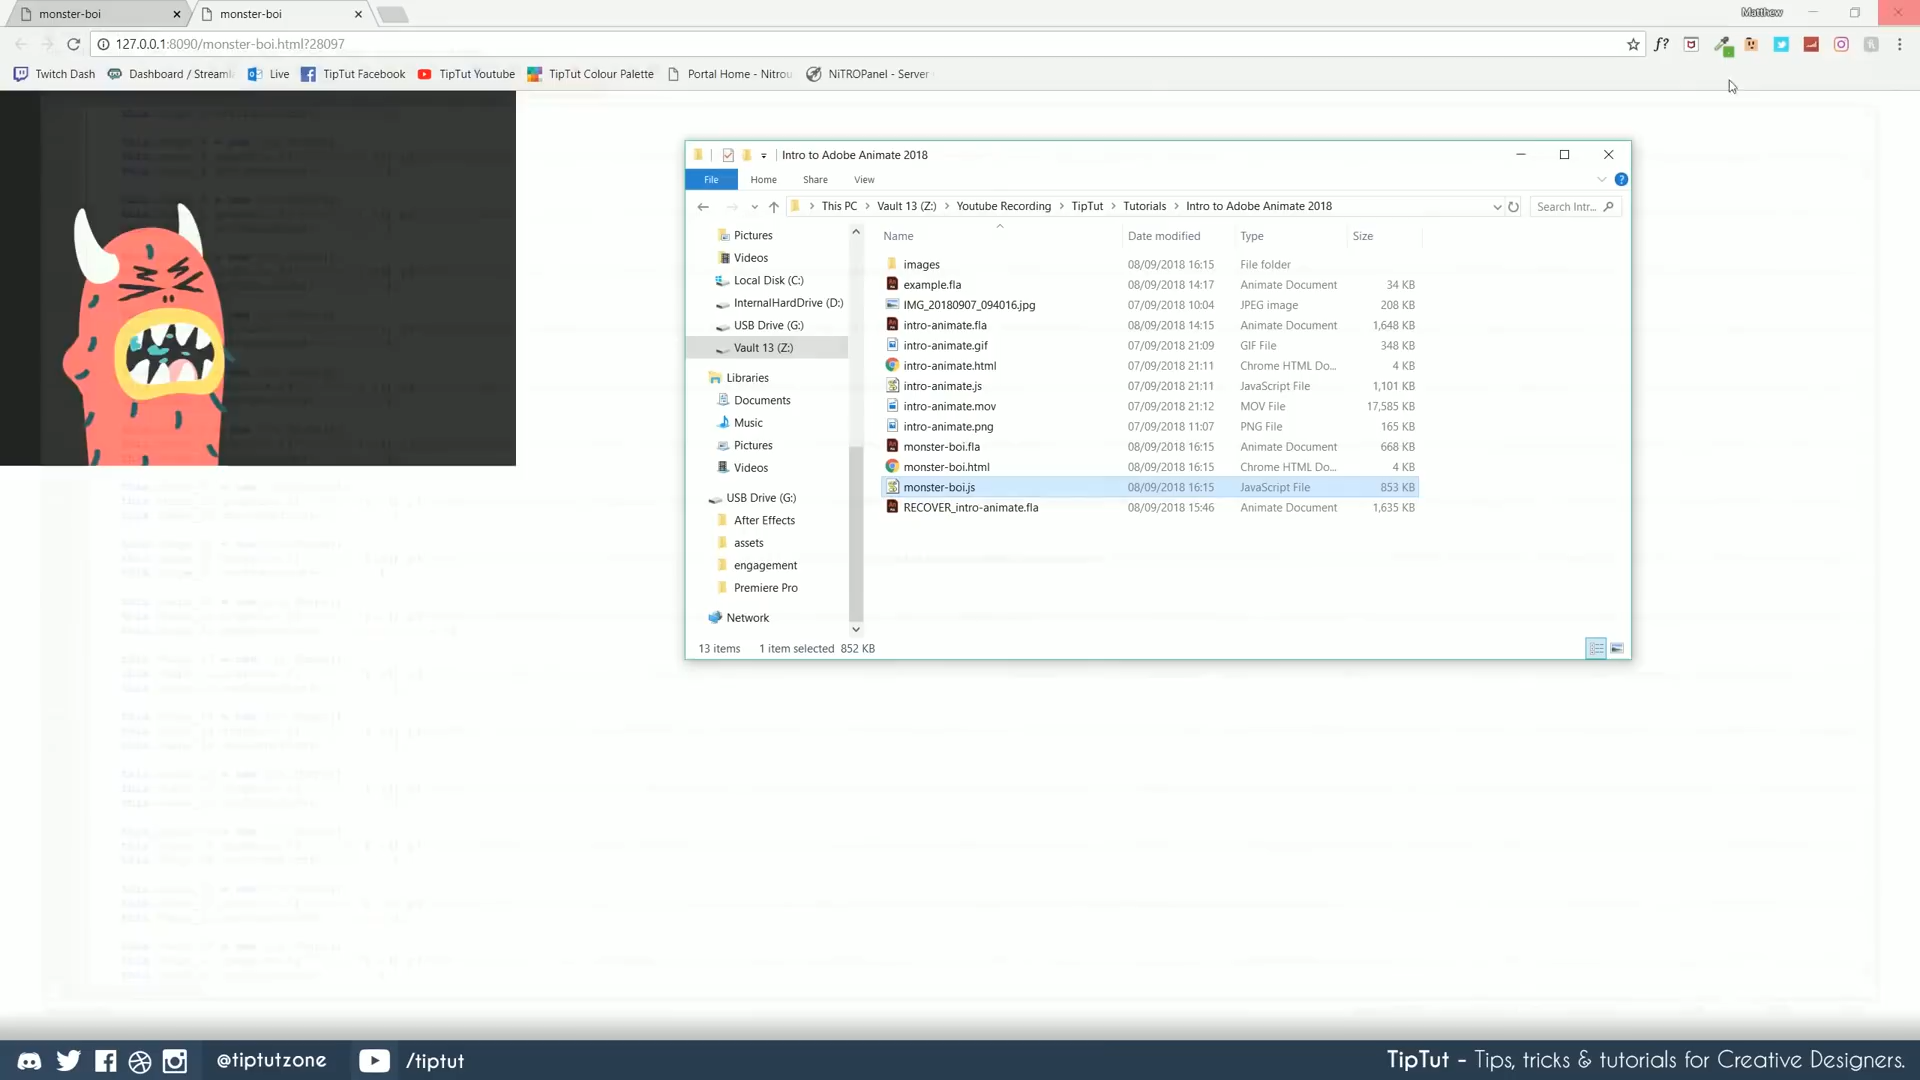 monster-boi
monster-boi
Matthew
127.0.0.1:8090/monster-boi.html?28097
f?
Twitch Dash
Dashboard / Streaml
Live
TipTut Facebook
TipTut Youtube
TipTut Colour Palette
Portal Home - Nitrou
NiTROPanel - Server
Intro to Adobe Animate 2018
File Home Share View
This PC > Vault 13 (Z:) > Youtube Recording > TipTut > Tutorials > Intro to Adobe Animate 2018
Search Intr...
Pictures
Videos
Local Disk (C:)
InternalHardDrive (D:)
USB Drive (G:)
Vault 13 (Z:)
Libraries
Documents
Music
Pictures
Videos
USB Drive (G:)
After Effects
assets
engagement
Premiere Pro
Network
Name Date modified Type Size
images 08/09/2018 16:15 File folder
example.fla 08/09/2018 14:17 Animate Document 34 KB
IMG_20180907_094016.jpg 07/09/2018 10:04 JPEG image 208 KB
intro-animate.fla 08/09/2018 14:15 Animate Document 1,648 KB
intro-animate.gif 07/09/2018 21:09 GIF File 348 KB
intro-animate.html 07/09/2018 21:11 Chrome HTML Do... 4 KB
intro-animate.js 07/09/2018 21:11 JavaScript File 1,101 KB
intro-animate.mov 07/09/2018 21:12 MOV File 17,585 KB
intro-animate.png 07/09/2018 11:07 PNG File 165 KB
monster-boi.fla 08/09/2018 16:15 Animate Document 668 KB
monster-boi.html 08/09/2018 16:15 Chrome HTML Do... 4 KB
monster-boi.js 08/09/2018 16:15 JavaScript File 853 KB
RECOVER_intro-animate.fla 08/09/2018 15:46 Animate Document 1,635 KB
13 items 1 item selected 852 KB
@tiptutzone
/tiptut
TipTut - Tips, tricks & tutorials for Creative Designers.